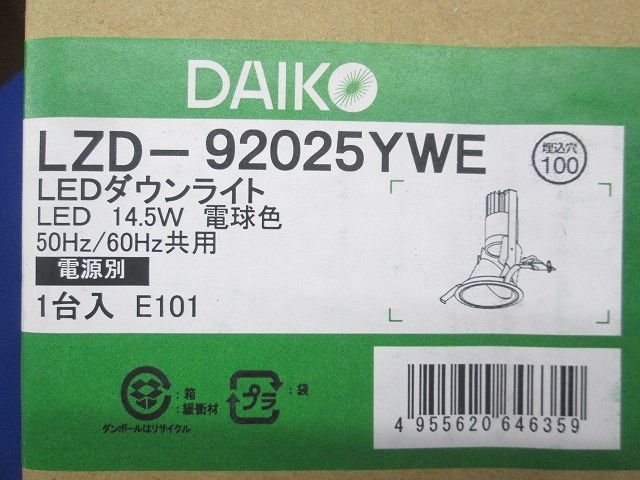 DAIKO
LZD-92025YWE
埋込穴
100
LEDダウンライト
LED 14.5W 電球色
50Hz/60Hz共用
電源別
1台入 E101
:箱
:緩衝材
ダンボールはリサイクル
プラ
:袋
4 955620 646359